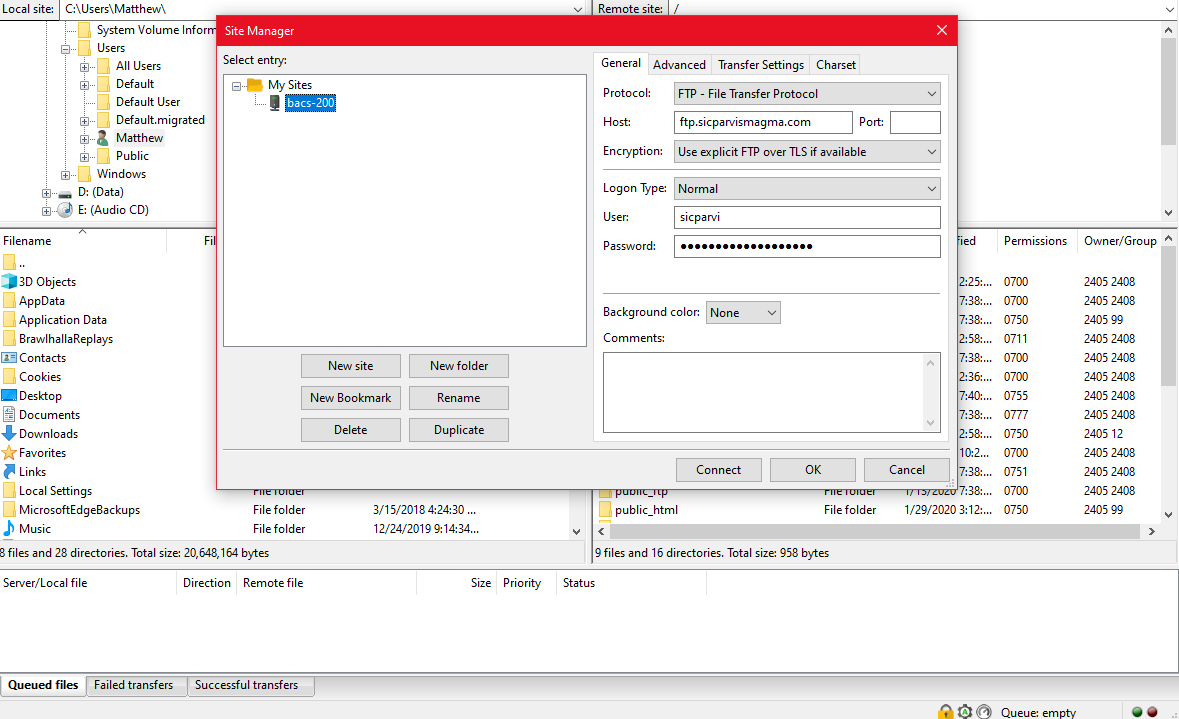 Local site: C:\Users\Matthew\
Remote site: /
System Volume Inform
Users
All Users
Default
Default User
Default.migrated
Matthew
Public
Windows
D: (Data)
E: (Audio CD)
Site Manager
Select entry:
My Sites
bacs-200
New site New folder
New Bookmark Rename
Delete Duplicate
General Advanced Transfer Settings Charset
Protocol: FTP - File Transfer Protocol
Host: ftp.sicparvismagma.com Port:
Encryption: Use explicit FTP over TLS if available
Logon Type: Normal
User: sicparvi
Password: ●●●●●●●●●●●●●●●●●●●
Background color: None
Comments:
Connect OK Cancel
Filename Fil
..
3D Objects
AppData
Application Data
BrawlhallaReplays
Contacts
Cookies
Desktop
Documents
Downloads
Favorites
Links
Local Settings File folder
MicrosoftEdgeBackups File folder 3/15/2018 4:24:30 ...
Music File folder 12/24/2019 9:14:34...
8 files and 28 directories. Total size: 20,648,164 bytes
fied Permissions Owner/Group
2:25:... 0700 2405 2408
7:38:... 0700 2405 2408
7:38:... 0750 2405 99
2:58:... 0711 2405 2408
7:38:... 0700 2405 2408
2:36:... 0700 2405 2408
7:40:... 0755 2405 2408
7:38:... 0777 2405 2408
2:58:... 0750 2405 12
10:2... 0700 2405 2408
7:38:... 0751 2405 2408
public_ftp File folder 1/15/2020 7:38:... 0700 2405 2408
public_html File folder 1/29/2020 3:12:... 0750 2405 99
9 files and 16 directories. Total size: 958 bytes
Server/Local file Direction Remote file Size Priority Status
Queued files Failed transfers Successful transfers
Queue: empty